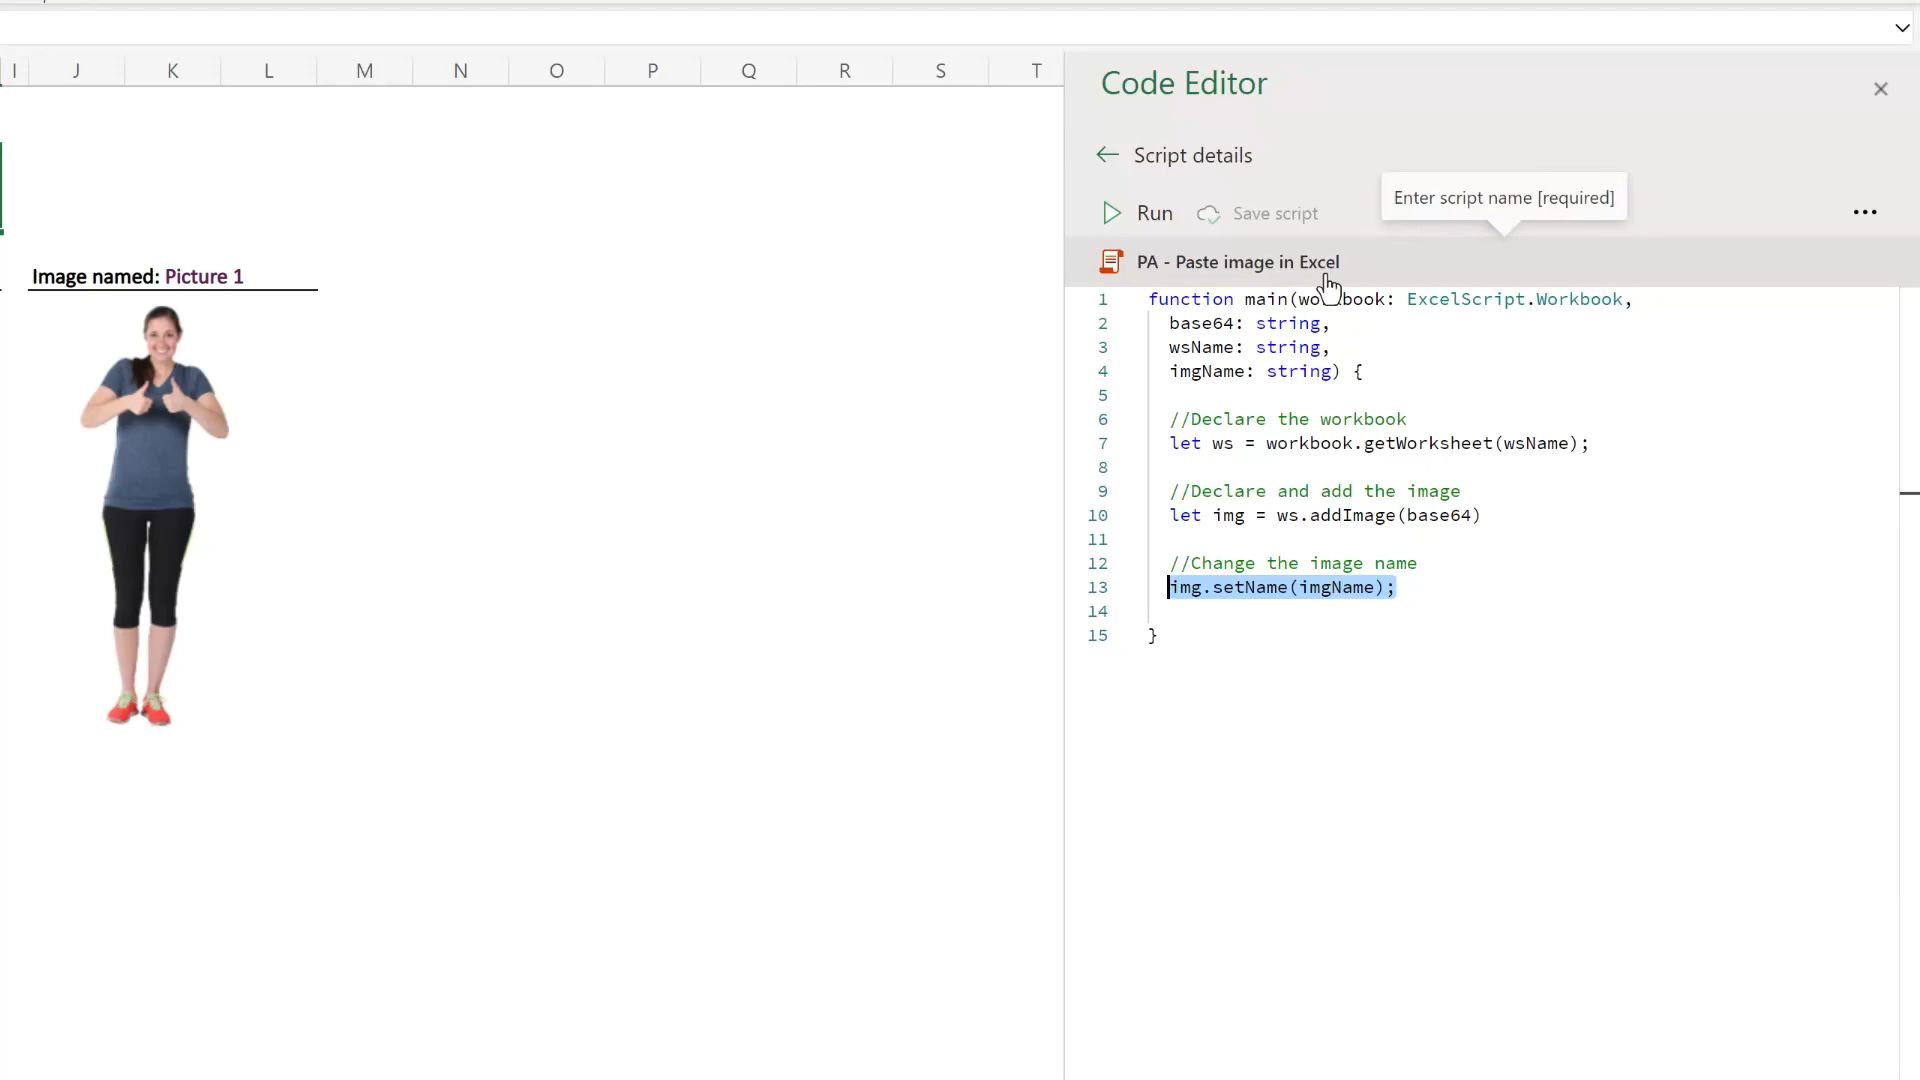 I J K L M N O P Q R S T
Code Editor
Script details
Enter script name [required]
Run Save script
PA - Paste image in Excel
Image named: Picture 1
1 function main(workbook: ExcelScript.Workbook,
2 base64: string,
3 wsName: string,
4 imgName: string) {
5
6 //Declare the workbook
7 let ws = workbook.getWorksheet(wsName);
8
9 //Declare and add the image
10 let img = ws.addImage(base64)
11
12 //Change the image name
13 img.setName(imgName);
14
15 }